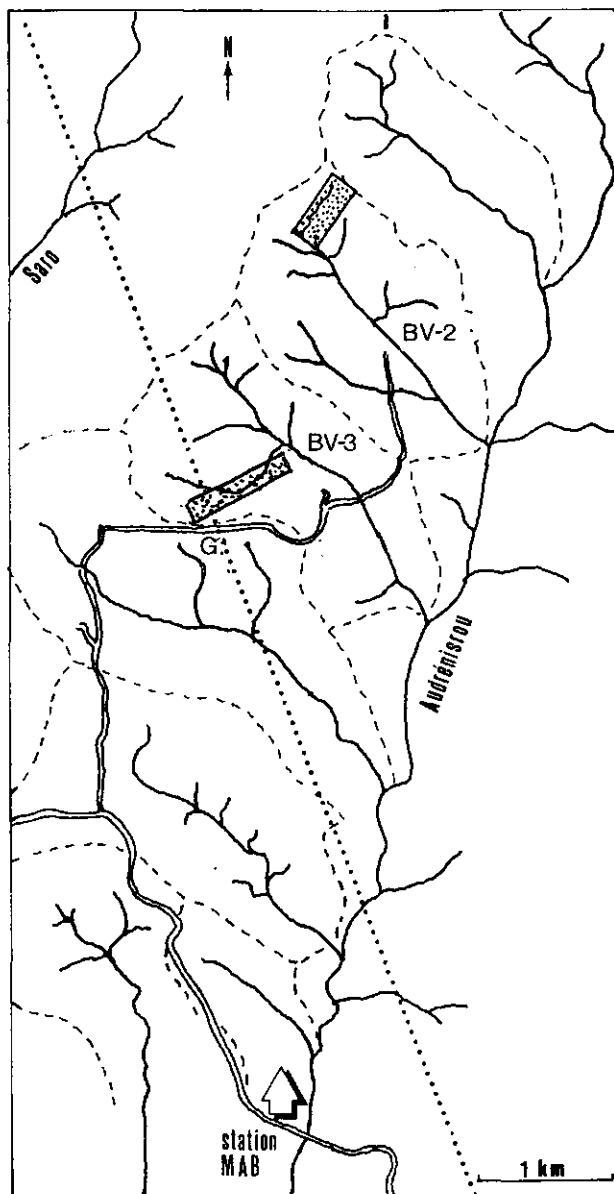 N
Saro
BV-2
BV-3
G.
Audrénisrou
station
MAB
1 km